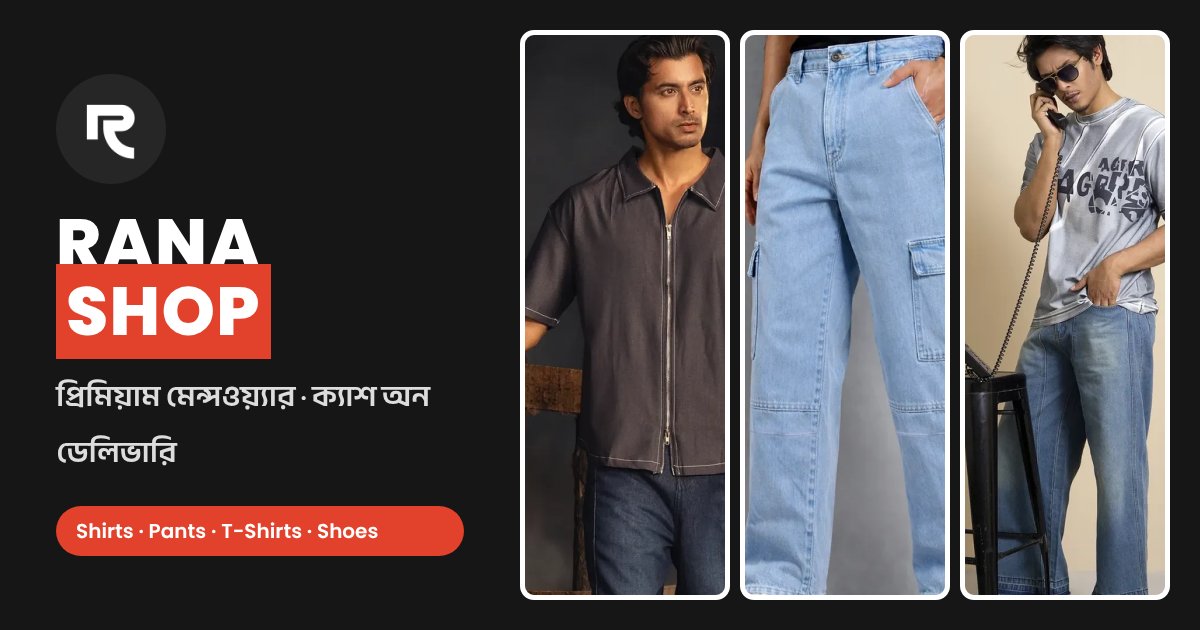 R
RANA
SHOP
প্রিমিয়াম মেন্সওয়্যার · ক্যাশ অন
ডেলিভারি
Shirts · Pants · T-Shirts · Shoes